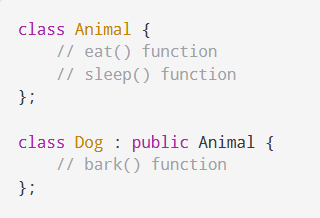 class Animal {
    // eat() function
    // sleep() function
};

class Dog : public Animal {
    // bark() function
};